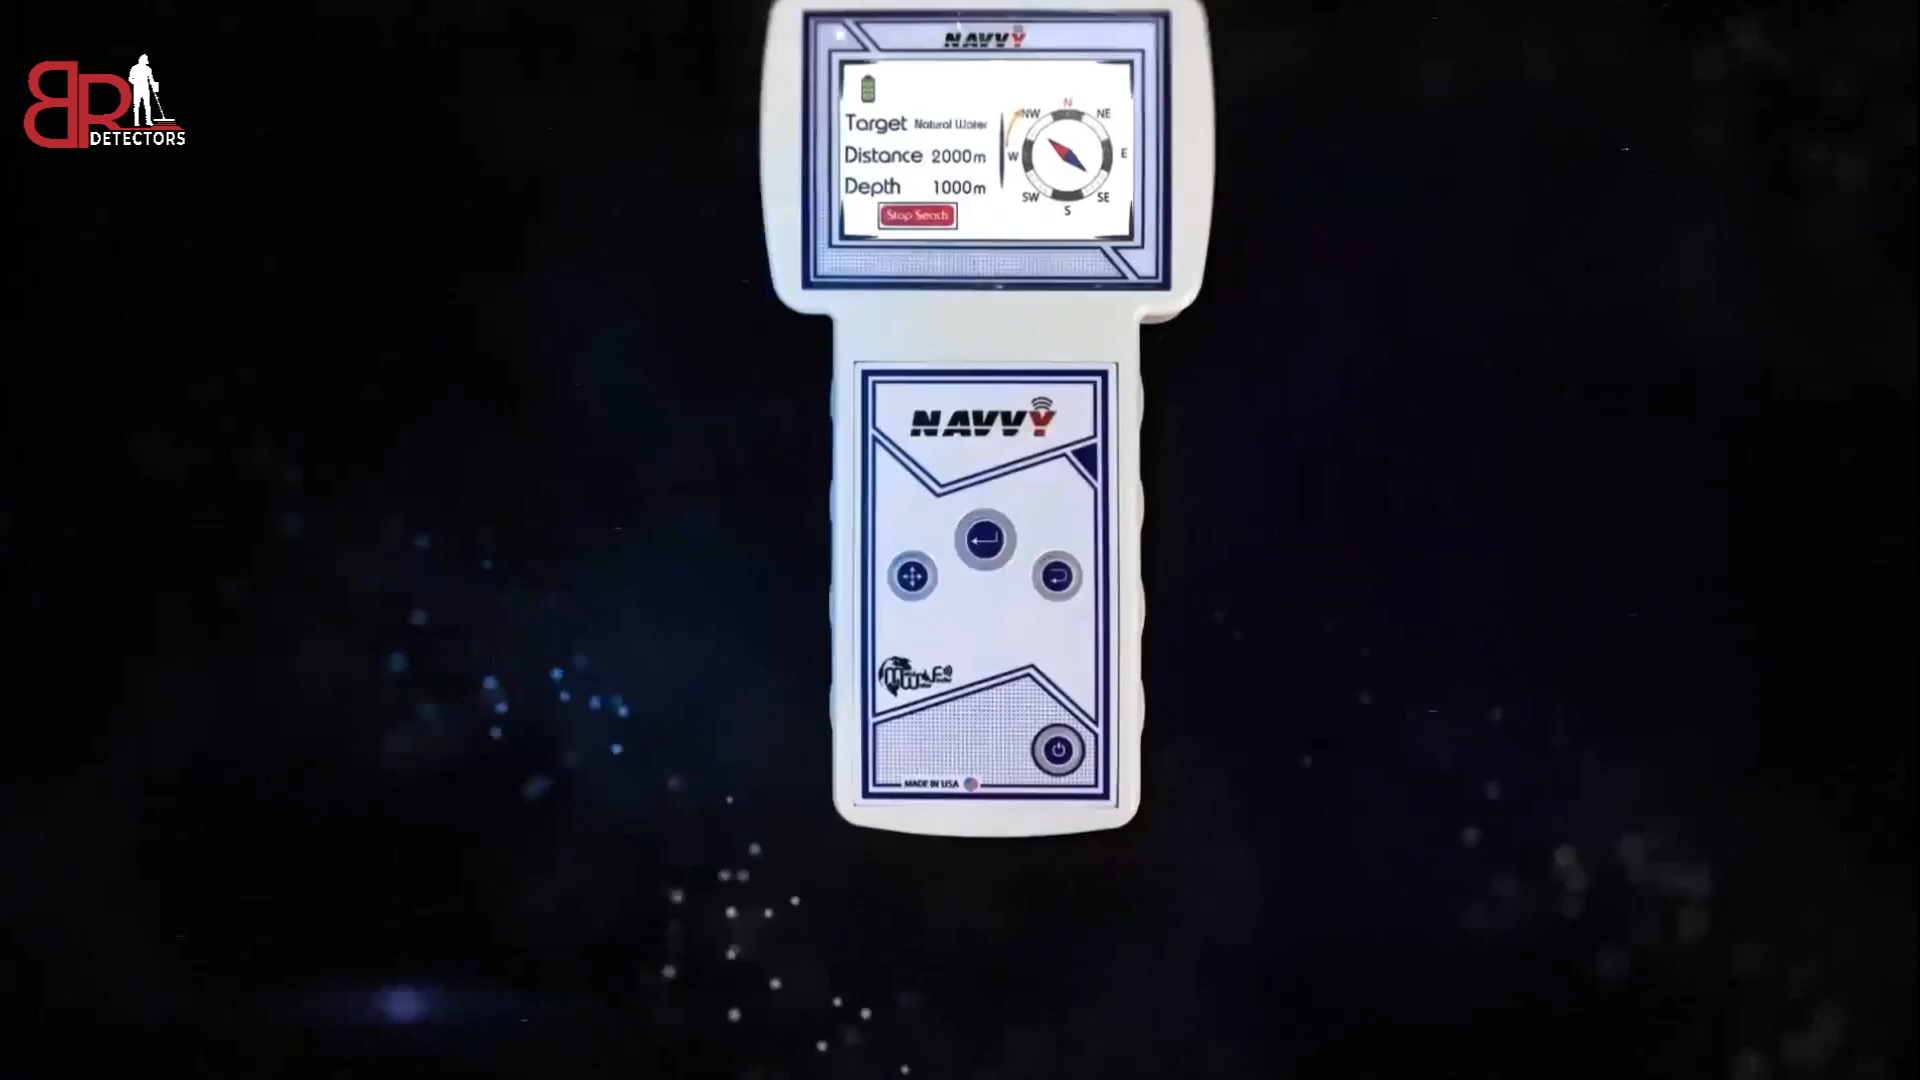 BR
DETECTORS
NAVVY
Target Natural Water
Distance 2000m
Depth 1000m
Stop Serch
N
NE
E
SE
S
SW
W
NW
NAVVY
MADE IN USA